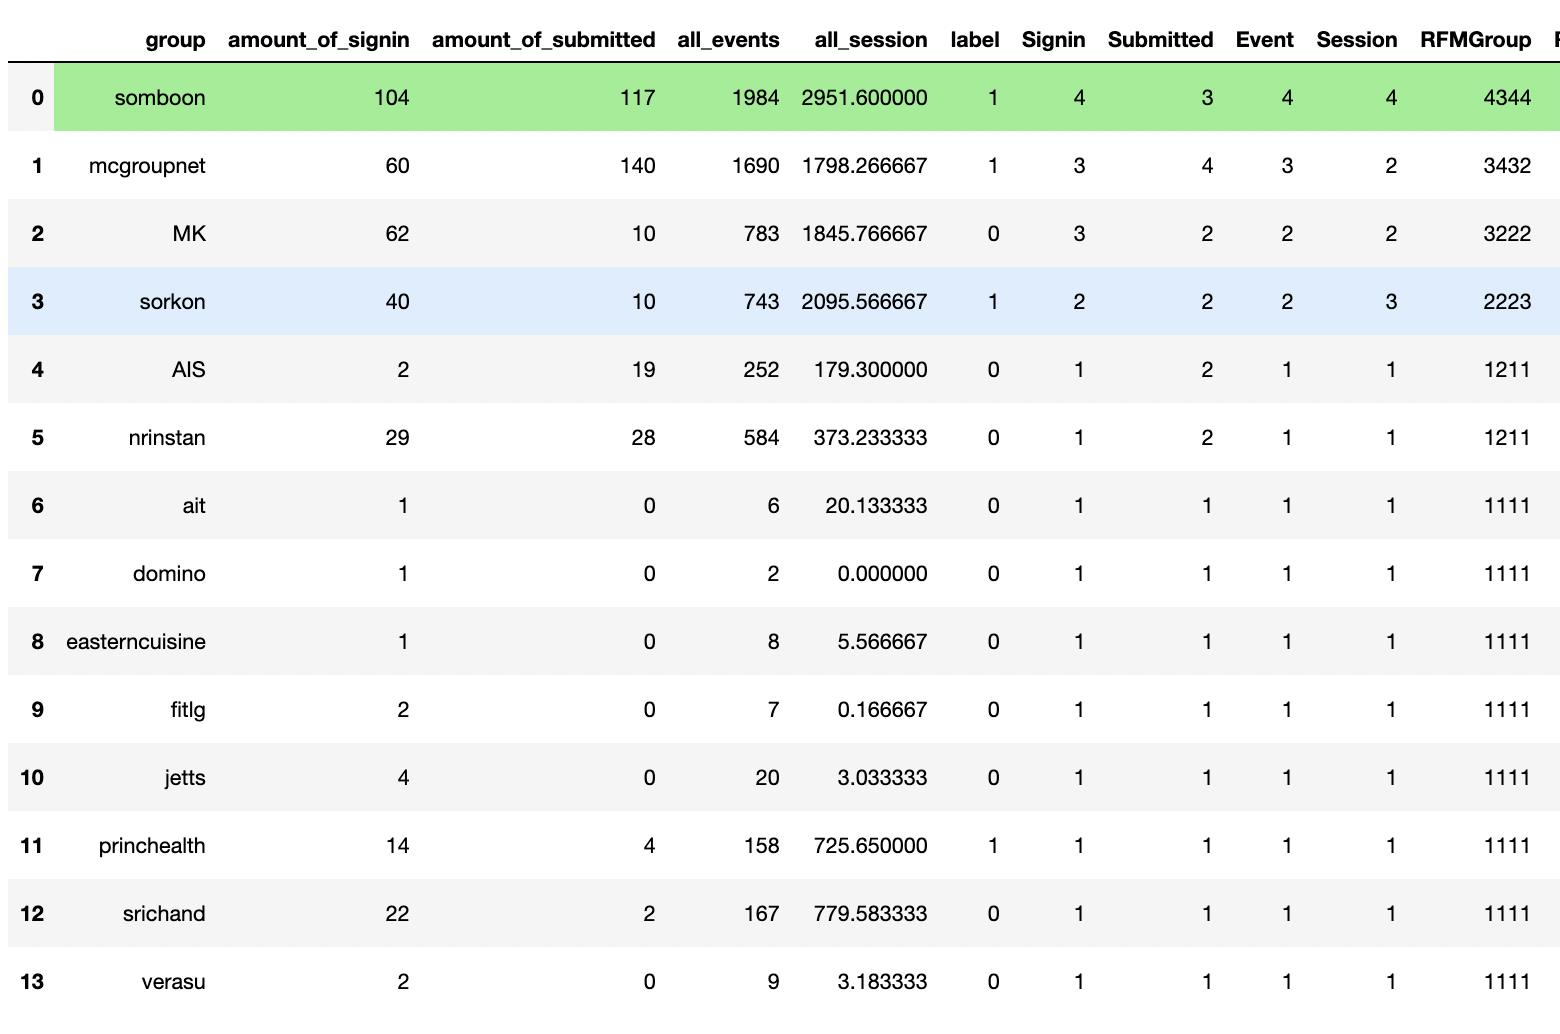 group amount_of_signin amount_of_submitted all_events all_session label Signin Submitted Event Session RFMGroup
0 somboon 104 117 1984 2951.600000 1 4 3 4 4 4344
1 mcgroupnet 60 140 1690 1798.266667 1 3 4 3 2 3432
2 MK 62 10 783 1845.766667 0 3 2 2 2 3222
3 sorkon 40 10 743 2095.566667 1 2 2 2 3 2223
4 AIS 2 19 252 179.300000 0 1 2 1 1 1211
5 nrinstan 29 28 584 373.233333 0 1 2 1 1 1211
6 ait 1 0 6 20.133333 0 1 1 1 1 1111
7 domino 1 0 2 0.000000 0 1 1 1 1 1111
8 easterncuisine 1 0 8 5.566667 0 1 1 1 1 1111
9 fitlg 2 0 7 0.166667 0 1 1 1 1 1111
10 jetts 4 0 20 3.033333 0 1 1 1 1 1111
11 princhealth 14 4 158 725.650000 1 1 1 1 1 1111
12 srichand 22 2 167 779.583333 0 1 1 1 1 1111
13 verasu 2 0 9 3.183333 0 1 1 1 1 1111